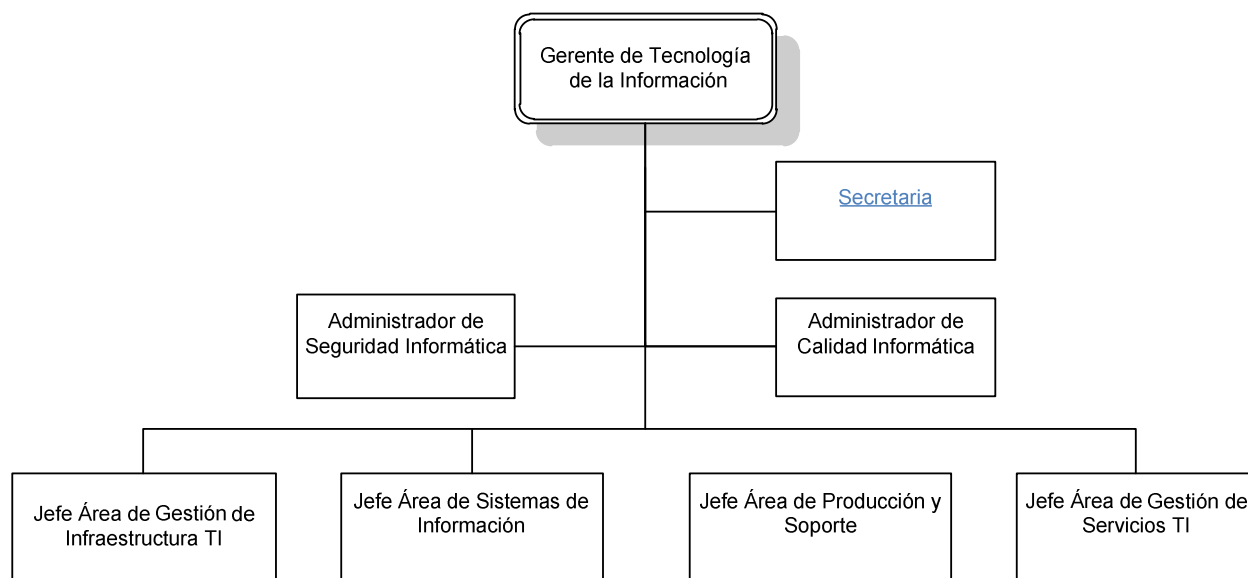 Gerente de Tecnología
de la Información
Secretaria
Administrador de
Seguridad Informática
Administrador de
Calidad Informática
Jefe Área de Gestión de
Infraestructura TI
Jefe Área de Sistemas de
Información
Jefe Área de Producción y
Soporte
Jefe Área de Gestión de
Servicios TI